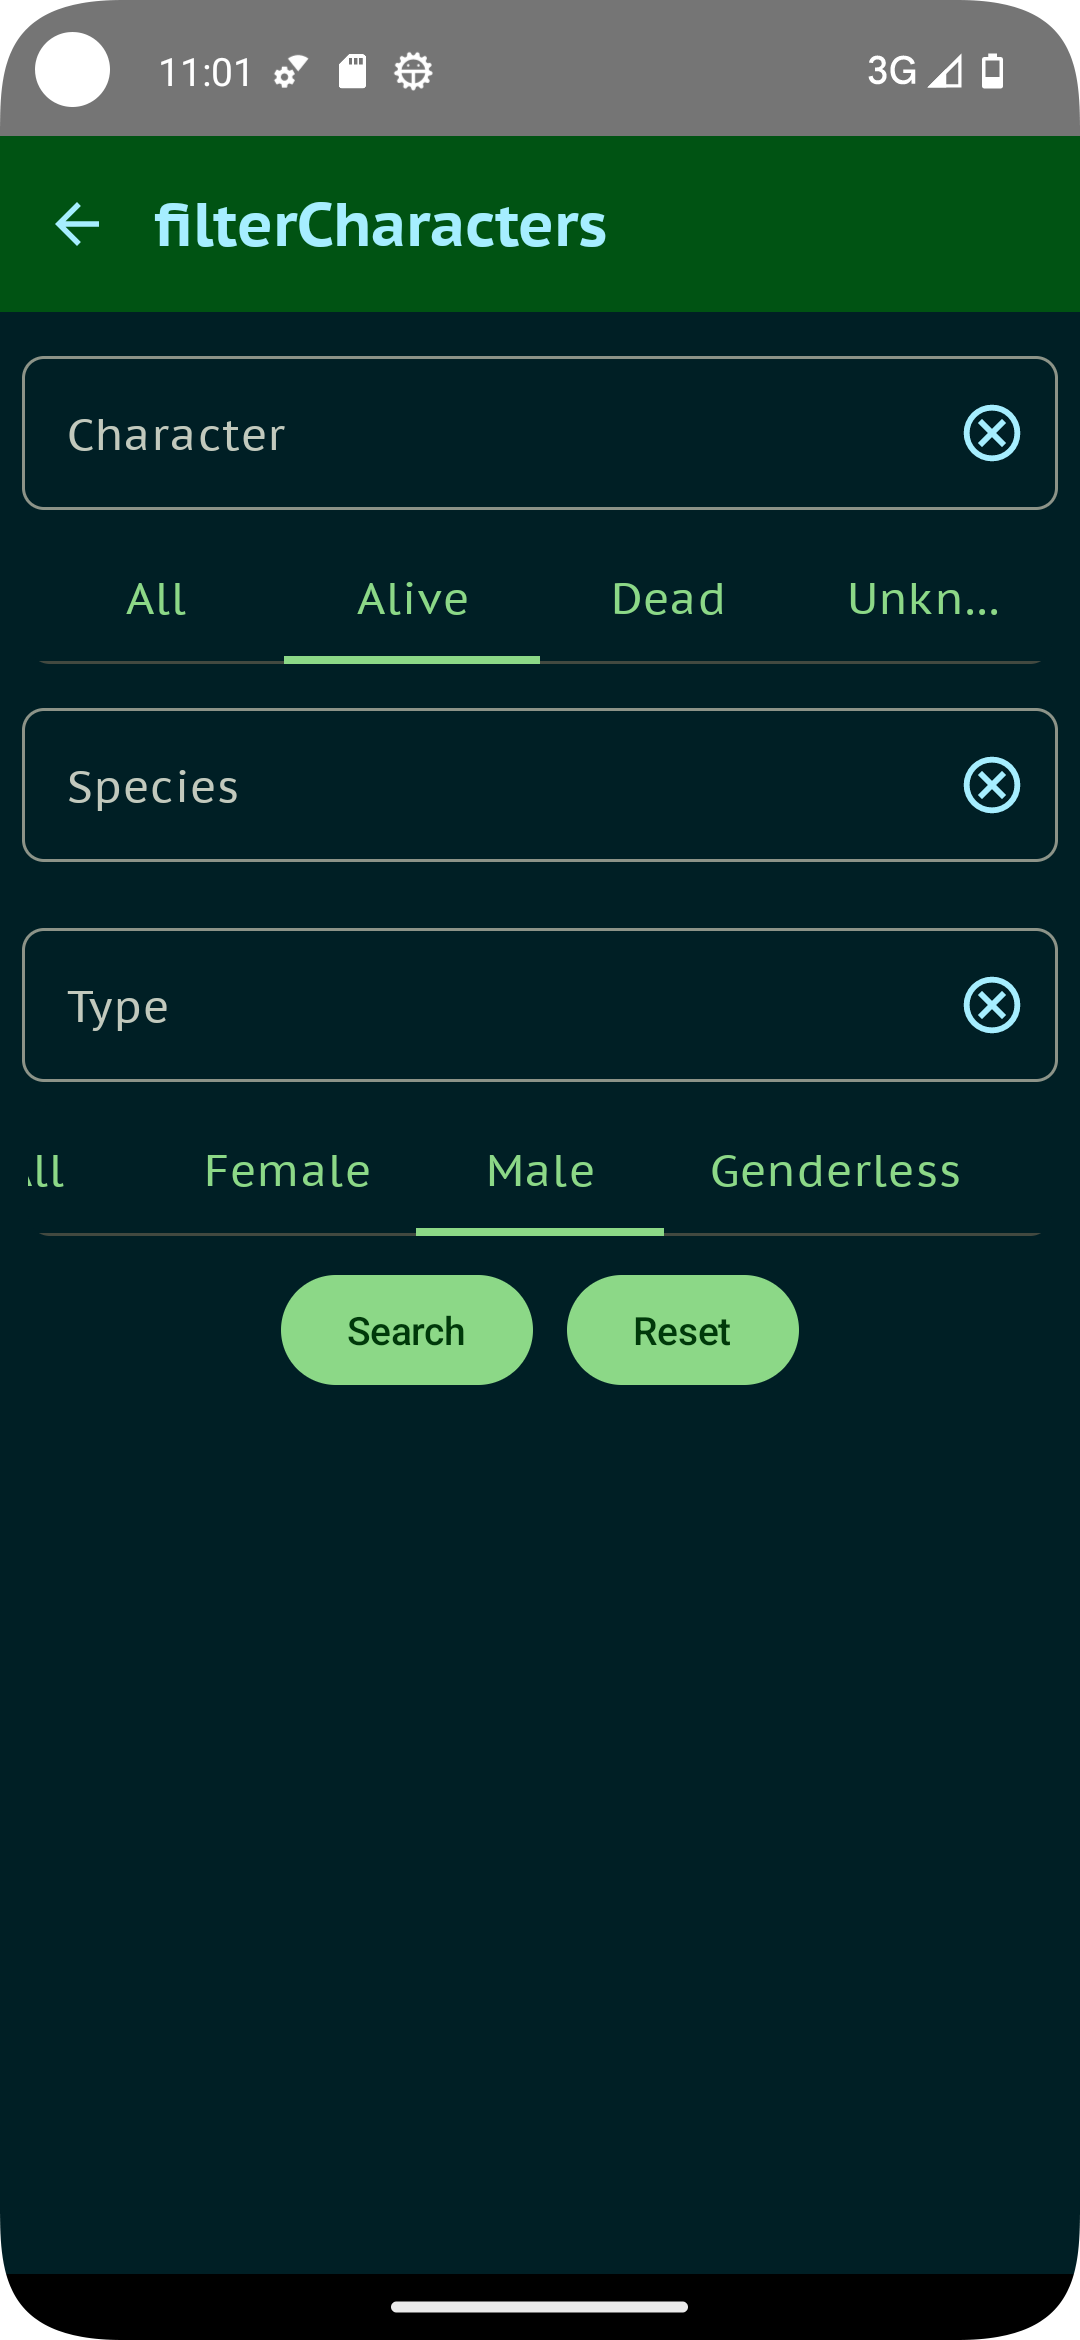 11:01 3G
filterCharacters
Character
All Alive Dead Unkn...
Species
Type
ll Female Male Genderless
Search Reset